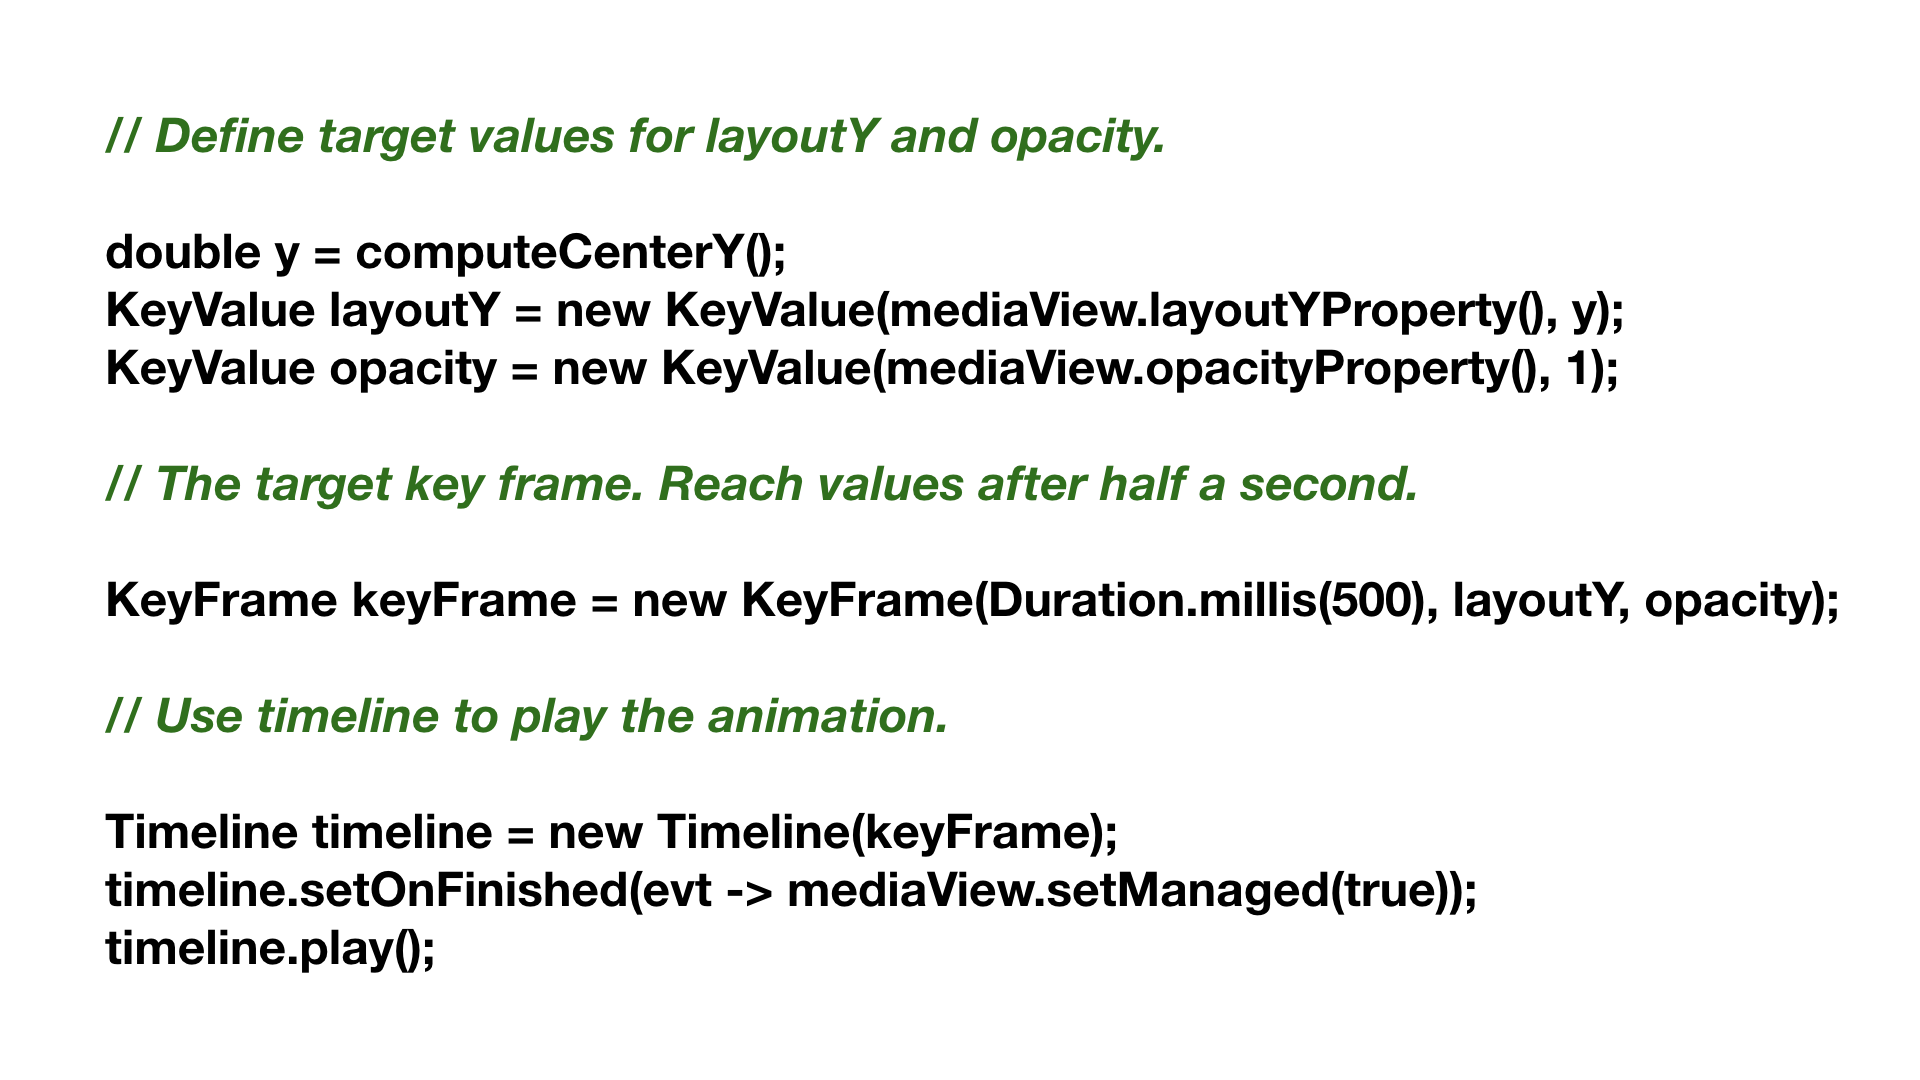 // Define target values for layoutY and opacity.
double y = computeCenterY();
KeyValue layoutY = new KeyValue(mediaView.layoutYProperty(), y);
KeyValue opacity = new KeyValue(mediaView.opacityProperty(), 1);
// The target key frame. Reach values after half a second.
KeyFrame keyFrame = new KeyFrame(Duration.millis(500), layoutY, opacity);
// Use timeline to play the animation.
Timeline timeline = new Timeline(keyFrame);
timeline.setOnFinished(evt -> mediaView.setManaged(true));
timeline.play();